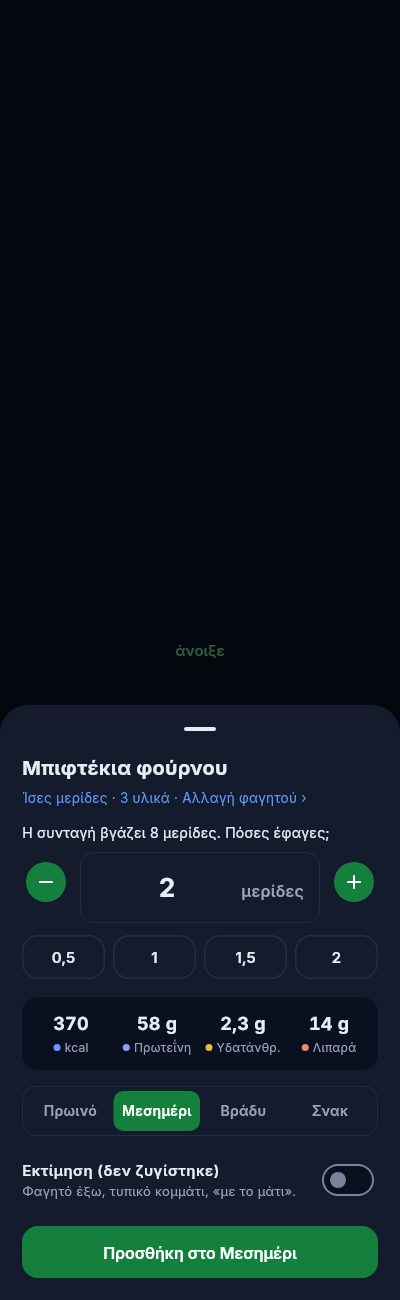 άνοιξε
Μπιφτέκια φούρνου
Ίσες μερίδες · 3 υλικά · Αλλαγή φαγητού ›
Η συνταγή βγάζει 8 μερίδες. Πόσες έφαγες;
− 2 μερίδες +
0,5 1 1,5 2
370 58 g 2,3 g 14 g
kcal Πρωτεΐνη Υδατάνθρ. Λιπαρά
Πρωινό Μεσημέρι Βράδυ Σνακ
Εκτίμηση (δεν ζυγίστηκε)
Φαγητό έξω, τυπικό κομμάτι, «με το μάτι».
Προσθήκη στο Μεσημέρι